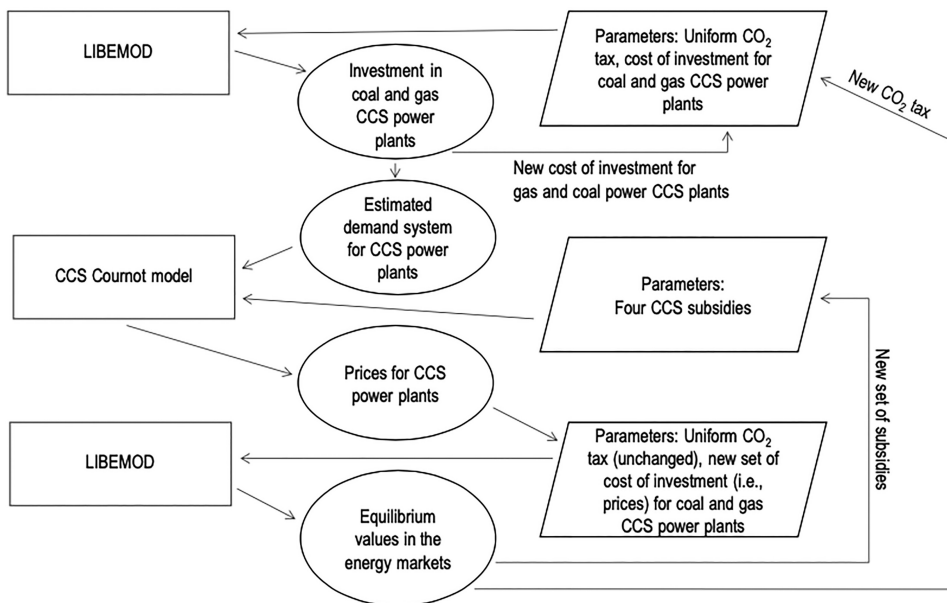 LIBEMOD
Investment in
coal and gas
CCS power
plants
Parameters: Uniform CO₂
tax, cost of investment for
coal and gas CCS power
plants
New CO₂ tax
New cost of investment for
gas and coal power CCS plants
Estimated
demand system
for CCS power
plants
CCS Cournot model
Parameters:
Four CCS subsidies
Prices for CCS
power plants
New set of subsidies
LIBEMOD
Parameters: Uniform CO₂
tax (unchanged), new set of
cost of investment (i.e.,
prices) for coal and gas
CCS power plants
Equilibrium
values in the
energy markets